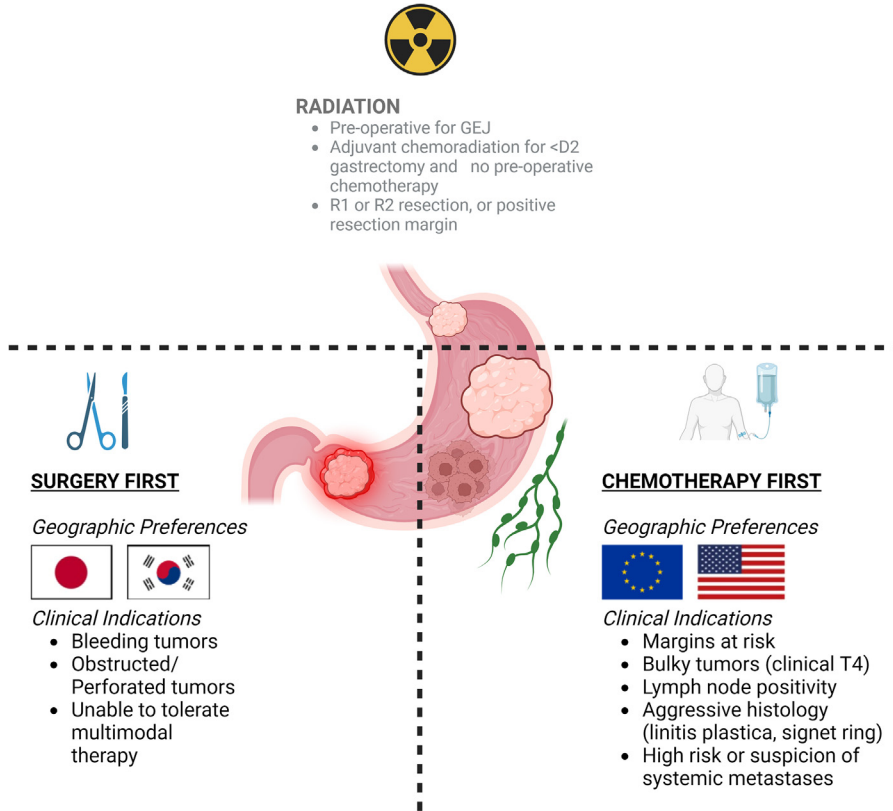 RADIATION
• Pre-operative for GEJ
• Adjuvant chemoradiation for <D2
gastrectomy and no pre-operative
chemotherapy
• R1 or R2 resection, or positive
resection margin
SURGERY FIRST
Geographic Preferences
Clinical Indications
• Bleeding tumors
• Obstructed/
Perforated tumors
• Unable to tolerate
multimodal
therapy
CHEMOTHERAPY FIRST
Geographic Preferences
Clinical Indications
• Margins at risk
• Bulky tumors (clinical T4)
• Lymph node positivity
• Aggressive histology
(linitis plastica, signet ring)
• High risk or suspicion of
systemic metastases